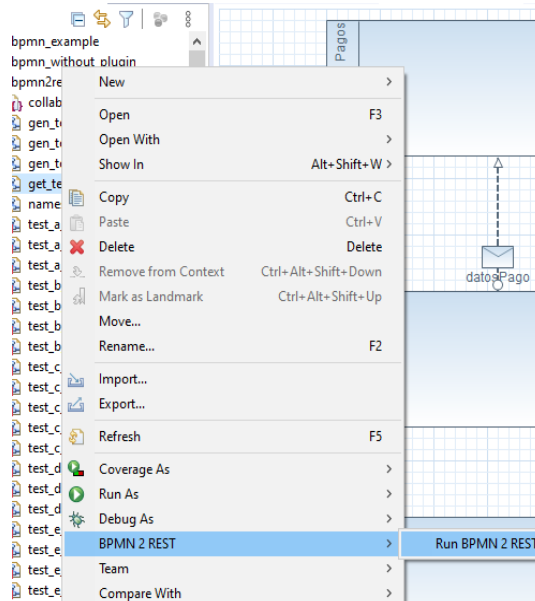 bpmn_example
bpmn_without_plugin
bpmn2re
collab
gen_te
gen_te
gen_te
get_te
name
test_a
test_a
test_a
test_b
test_b
test_b
test_b
test_c
test_c
test_c
test_c
test_c
test_d
test_d
test_d
test_e
test_e
test_e
test_e
New
Open F3
Open With
Show In Alt+Shift+W
Copy Ctrl+C
Paste Ctrl+V
Delete Delete
Remove from Context Ctrl+Alt+Shift+Down
Mark as Landmark Ctrl+Alt+Shift+Up
Move...
Rename... F2
Import...
Export...
Refresh F5
Coverage As
Run As
Debug As
BPMN 2 REST
Team
Compare With
Run BPMN 2 REST
Pagos
datosPago